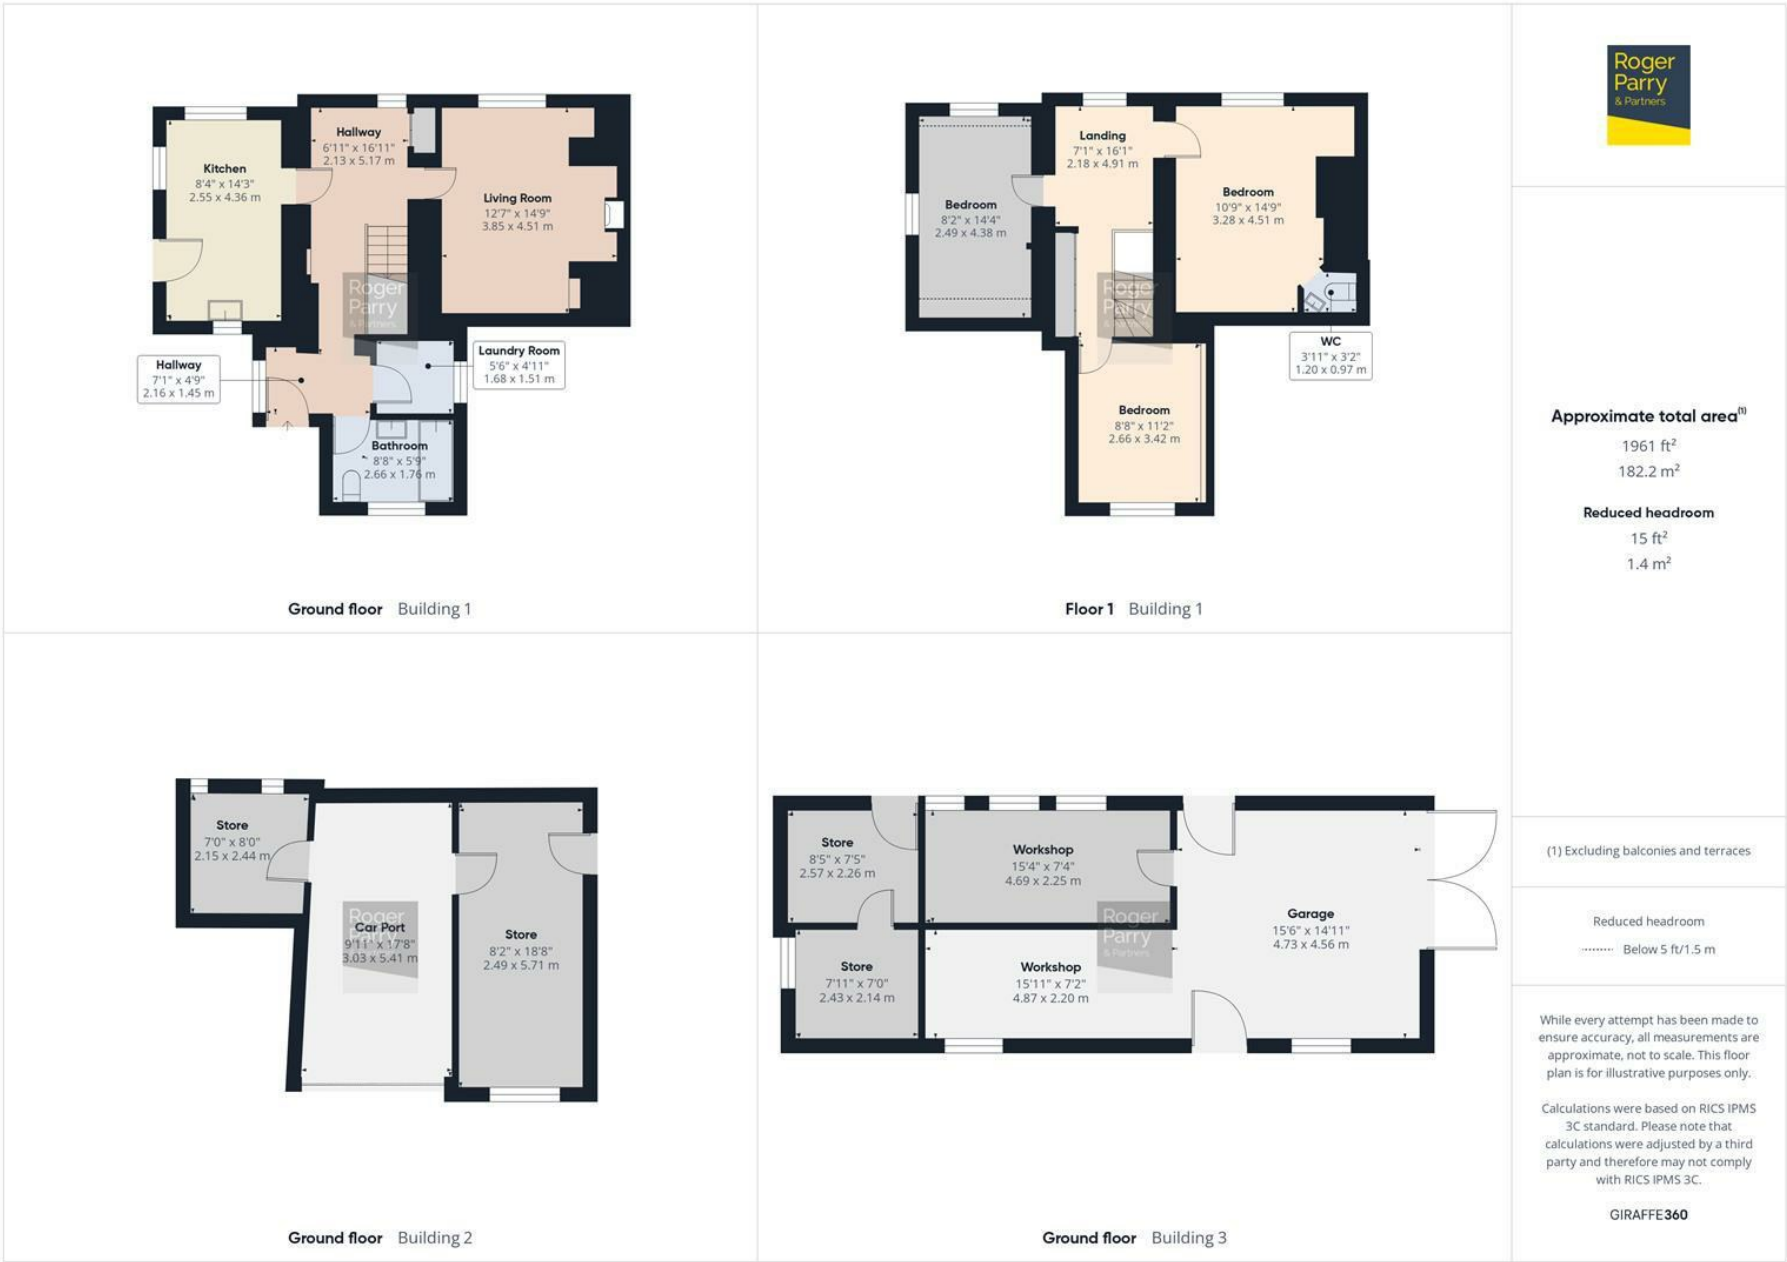 Kitchen
8'4" x 14'3"
2.55 x 4.36 m
Hallway
6'11" x 16'11"
2.13 x 5.17 m
Living Room
12'7" x 14'9"
3.85 x 4.51 m
Roger
Parry
& Partners
Hallway
7'1" x 4'9"
2.16 x 1.45 m
Laundry Room
5'6" x 4'11"
1.68 x 1.51 m
Bathroom
8'8" x 5'9"
2.66 x 1.76 m
Ground floor Building 1
Landing
7'1" x 16'1"
2.18 x 4.91 m
Bedroom
8'2" x 14'4"
2.49 x 4.38 m
Bedroom
10'9" x 14'9"
3.28 x 4.51 m
Roger
Parry
& Partners
WC
3'11" x 3'2"
1.20 x 0.97 m
Bedroom
8'8" x 11'2"
2.66 x 3.42 m
Floor 1 Building 1
Store
7'0" x 8'0"
2.15 x 2.44 m
Roger
Parry
& Partners
Car Port
9'11" x 17'8"
3.03 x 5.41 m
Store
8'2" x 18'8"
2.49 x 5.71 m
Ground floor Building 2
Store
8'5" x 7'5"
2.57 x 2.26 m
Workshop
15'4" x 7'4"
4.69 x 2.25 m
Garage
15'6" x 14'11"
4.73 x 4.56 m
Roger
Parry
& Partners
Store
7'11" x 7'0"
2.43 x 2.14 m
Workshop
15'11" x 7'2"
4.87 x 2.20 m
Ground floor Building 3
Roger
Parry
& Partners
Approximate total area(1)
1961 ft²
182.2 m²
Reduced headroom
15 ft²
1.4 m²
(1) Excluding balconies and terraces
Reduced headroom
Below 5 ft/1.5 m
While every attempt has been made to
ensure accuracy, all measurements are
approximate, not to scale. This floor
plan is for illustrative purposes only.
Calculations were based on RICS IPMS
3C standard. Please note that
calculations were adjusted by a third
party and therefore may not comply
with RICS IPMS 3C.
GIRAFFE360